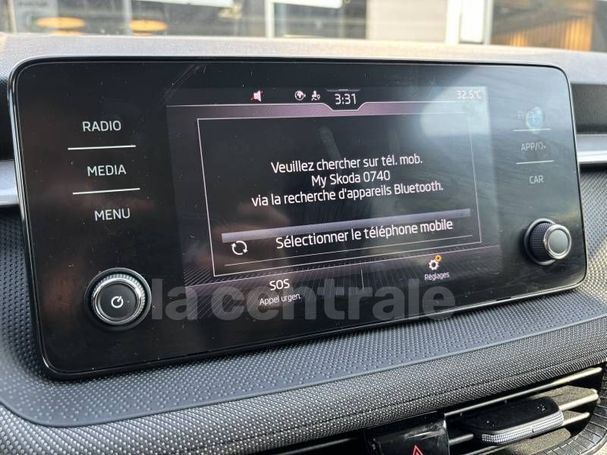 3:31
32.5°C
RADIO
MEDIA
MENU
APP/
CAR
Veuillez chercher sur tél. mob.
My Skoda 0740
via la recherche d'appareils Bluetooth.
Sélectionner le téléphone mobile
SOS
Appel urgen.
Réglages
la centrale